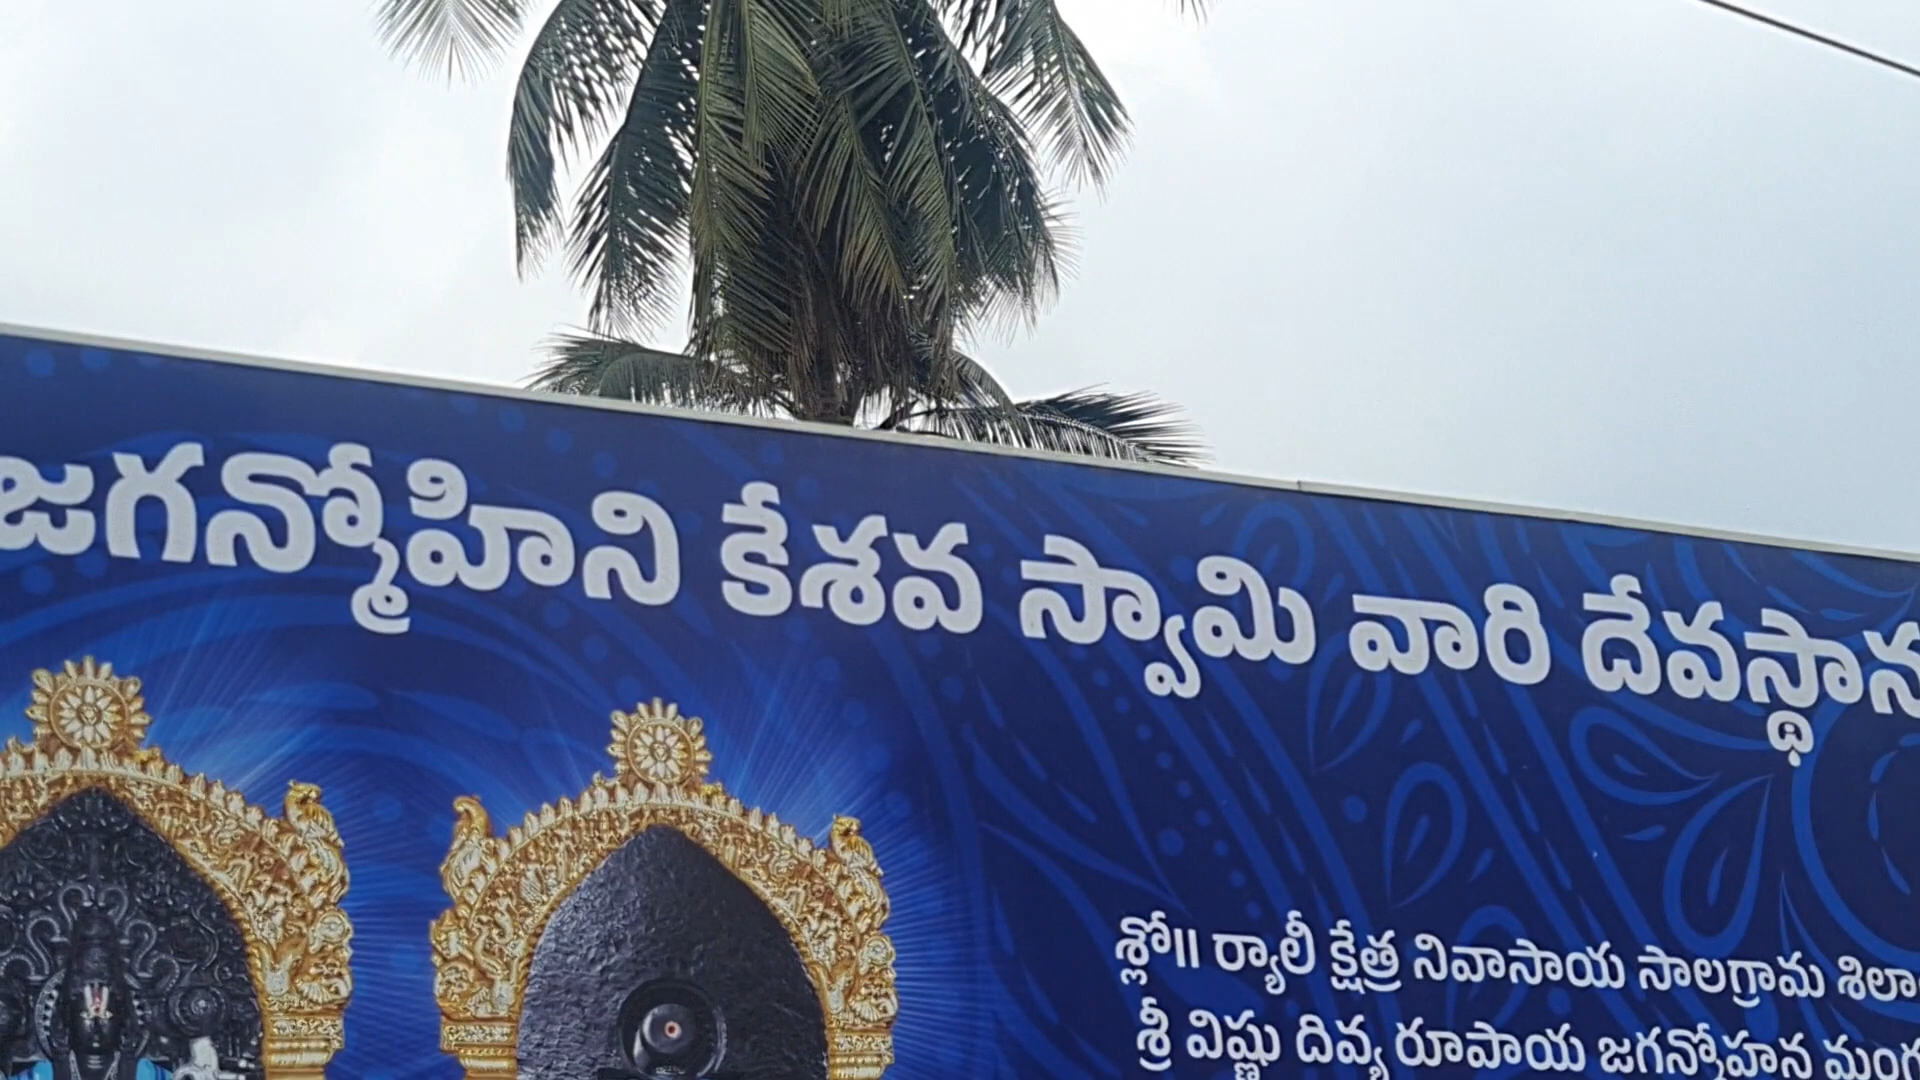 జగన్మోహిని కేశవ స్వామి వారి దేవస్థాన
శ్లో|| ర్యాలీ క్షేత్ర నివాసాయ సాలగ్రామ శిలా
శ్రీ విష్ణు దివ్య రూపాయ జగన్మోహన మంగ